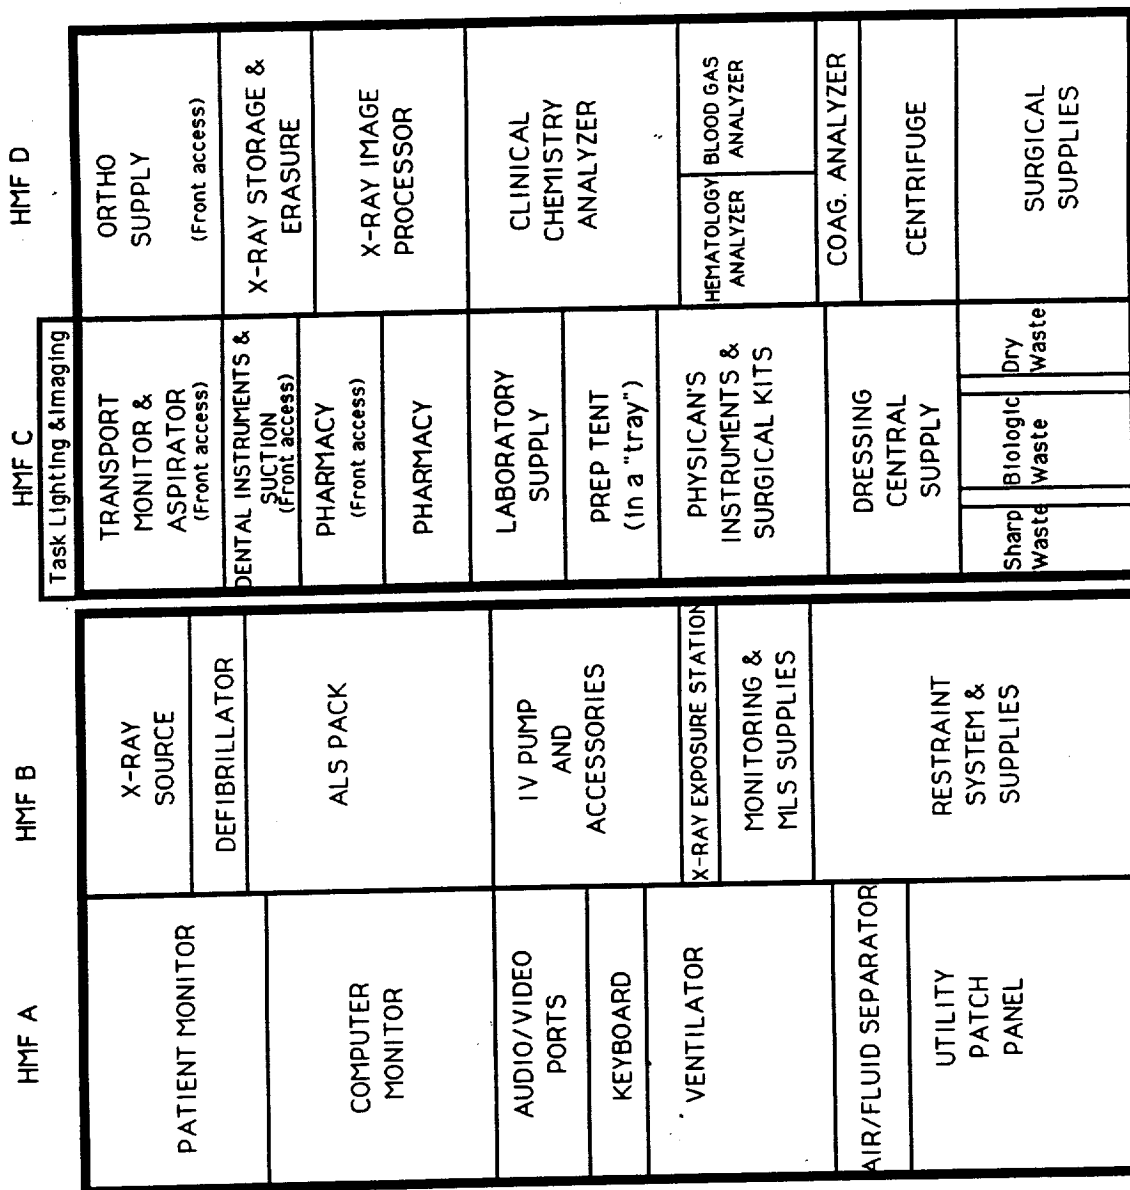 HMF A
PATIENT MONITOR
COMPUTER
MONITOR
AUDIO/VIDEO
PORTS
KEYBOARD
VENTILATOR
AIR/FLUID SEPARATOR
UTILITY
PATCH
PANEL
HMF B
X-RAY
SOURCE
DEFIBRILLATOR
ALS PACK
IV PUMP
AND
ACCESSORIES
X-RAY EXPOSURE STATION
MONITORING &
MLS SUPPLIES
RESTRAINT
SYSTEM &
SUPPLIES
HMF C
Task Lighting & Imaging
TRANSPORT
MONITOR &
ASPIRATOR
(Front access)
DENTAL INSTRUMENTS &
SUCTION
(Front access)
PHARMACY
(Front access)
PHARMACY
LABORATORY
SUPPLY
PREP TENT
(in a "tray")
PHYSICAN'S
INSTRUMENTS &
SURGICAL KITS
DRESSING
CENTRAL
SUPPLY
Sharp
Waste
Biologic
Waste
Dry
Waste
HMF D
ORTHO
SUPPLY
(Front access)
X-RAY STORAGE &
ERASURE
X-RAY IMAGE
PROCESSOR
CLINICAL
CHEMISTRY
ANALYZER
HEMATOLOGY
ANALYZER
BLOOD GAS
ANALYZER
COAG. ANALYZER
CENTRIFUGE
SURGICAL
SUPPLIES